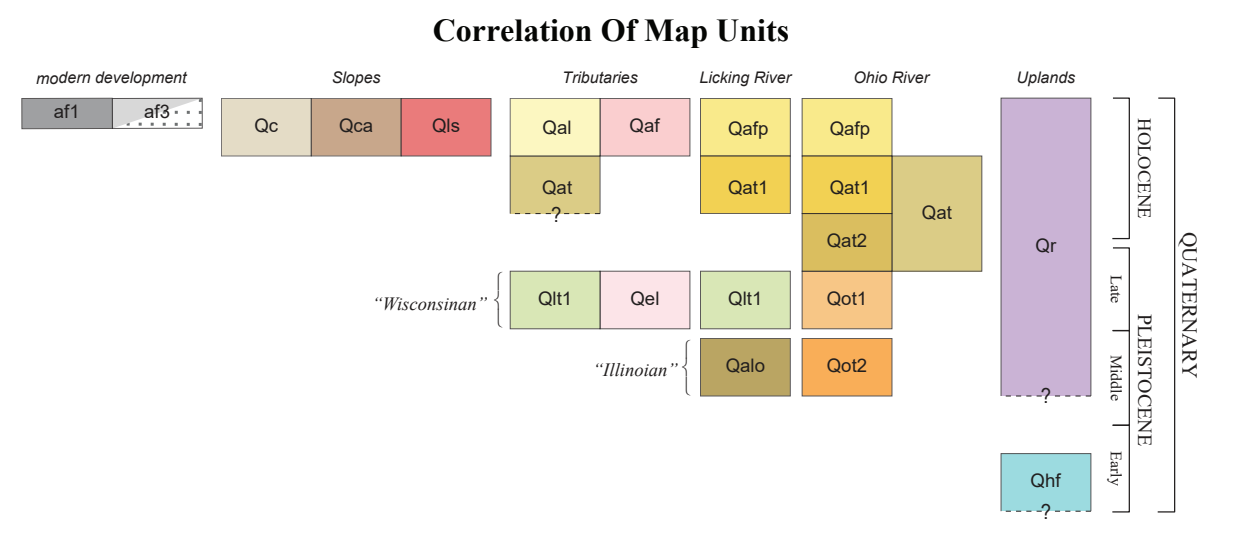 Correlation Of Map Units
modern development Slopes Tributaries Licking River Ohio River Uplands
af1 af3 Qc Qca Qls Qal Qaf Qafp Qafp
Qat Qat1 Qat1 Qat
?
Qat2 Qr
“Wisconsinan” Qlt1 Qel Qlt1 Qot1
“Illinoian” Qalo Qot2
?
Qhf
?
HOLOCENE
Late
Middle
Early
PLEISTOCENE
QUATERNARY